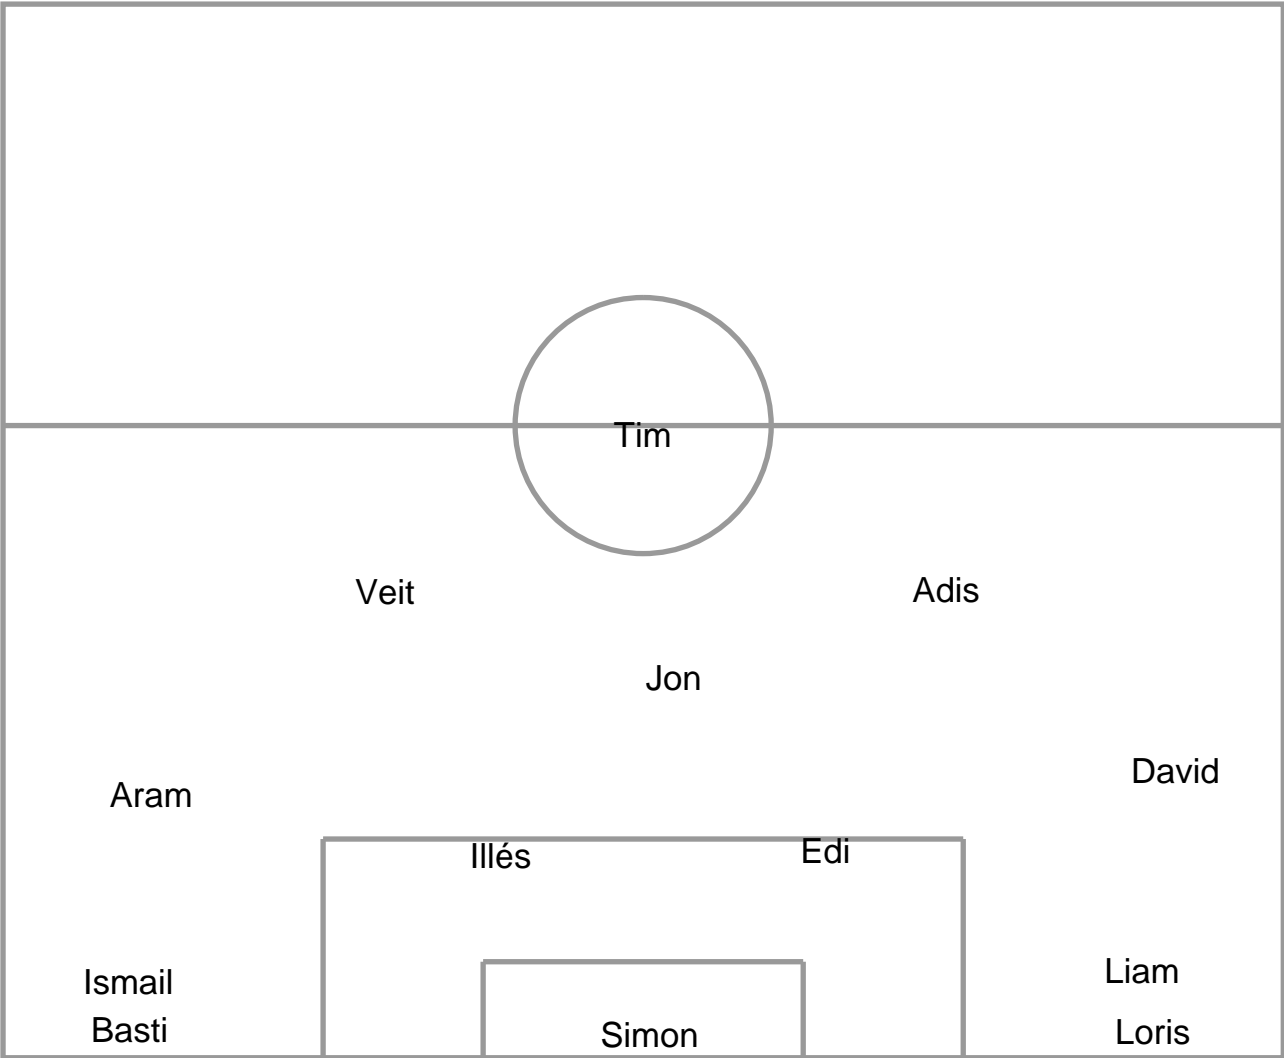 Tim
Veit
Adis
Jon
David
Aram
Illés
Edi
Ismail
Liam
Basti
Simon
Loris